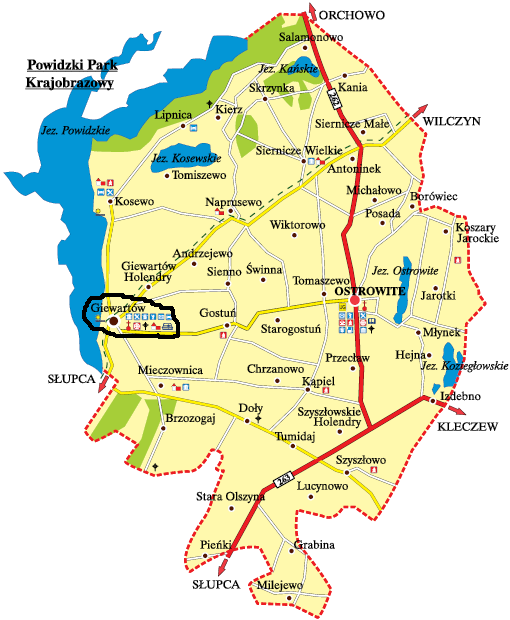 ORCHOWO
Salamonowo
Powidzki Park
Krajobrazowy
Jez. Kańskie
Skrzynka
Kania
262
Lipnica
Kierz
WILCZYN
Jez. Powidzkie
Siernicze Małe
Jez. Kosewskie
Siernicze Wielkie
Antoninek
Tomiszewo
Michałowo
Kosewo
Naprusewo
Borówiec
Posada
Wiktorowo
Koszary
Jarockie
Andrzejewo
Giewartów
Holendry
Sienno
Świnna
Jez. Ostrowite
Tomaszewo
OSTROWITE
Jarotki
Giewartów
Gostuń
Starogostuń
Młynek
Przecław
Hejna
Jez. Koziegłowskie
SŁUPCA
Mieczownica
Chrzanowo
Kąpiel
Izdebno
Brzozogaj
Doły
Szyszłowskie
Holendry
KLECZEW
Tumidaj
Szyszłowo
263
Lucynowo
Stara Olszyna
Pieńki
Grabina
SŁUPCA
Milejewo